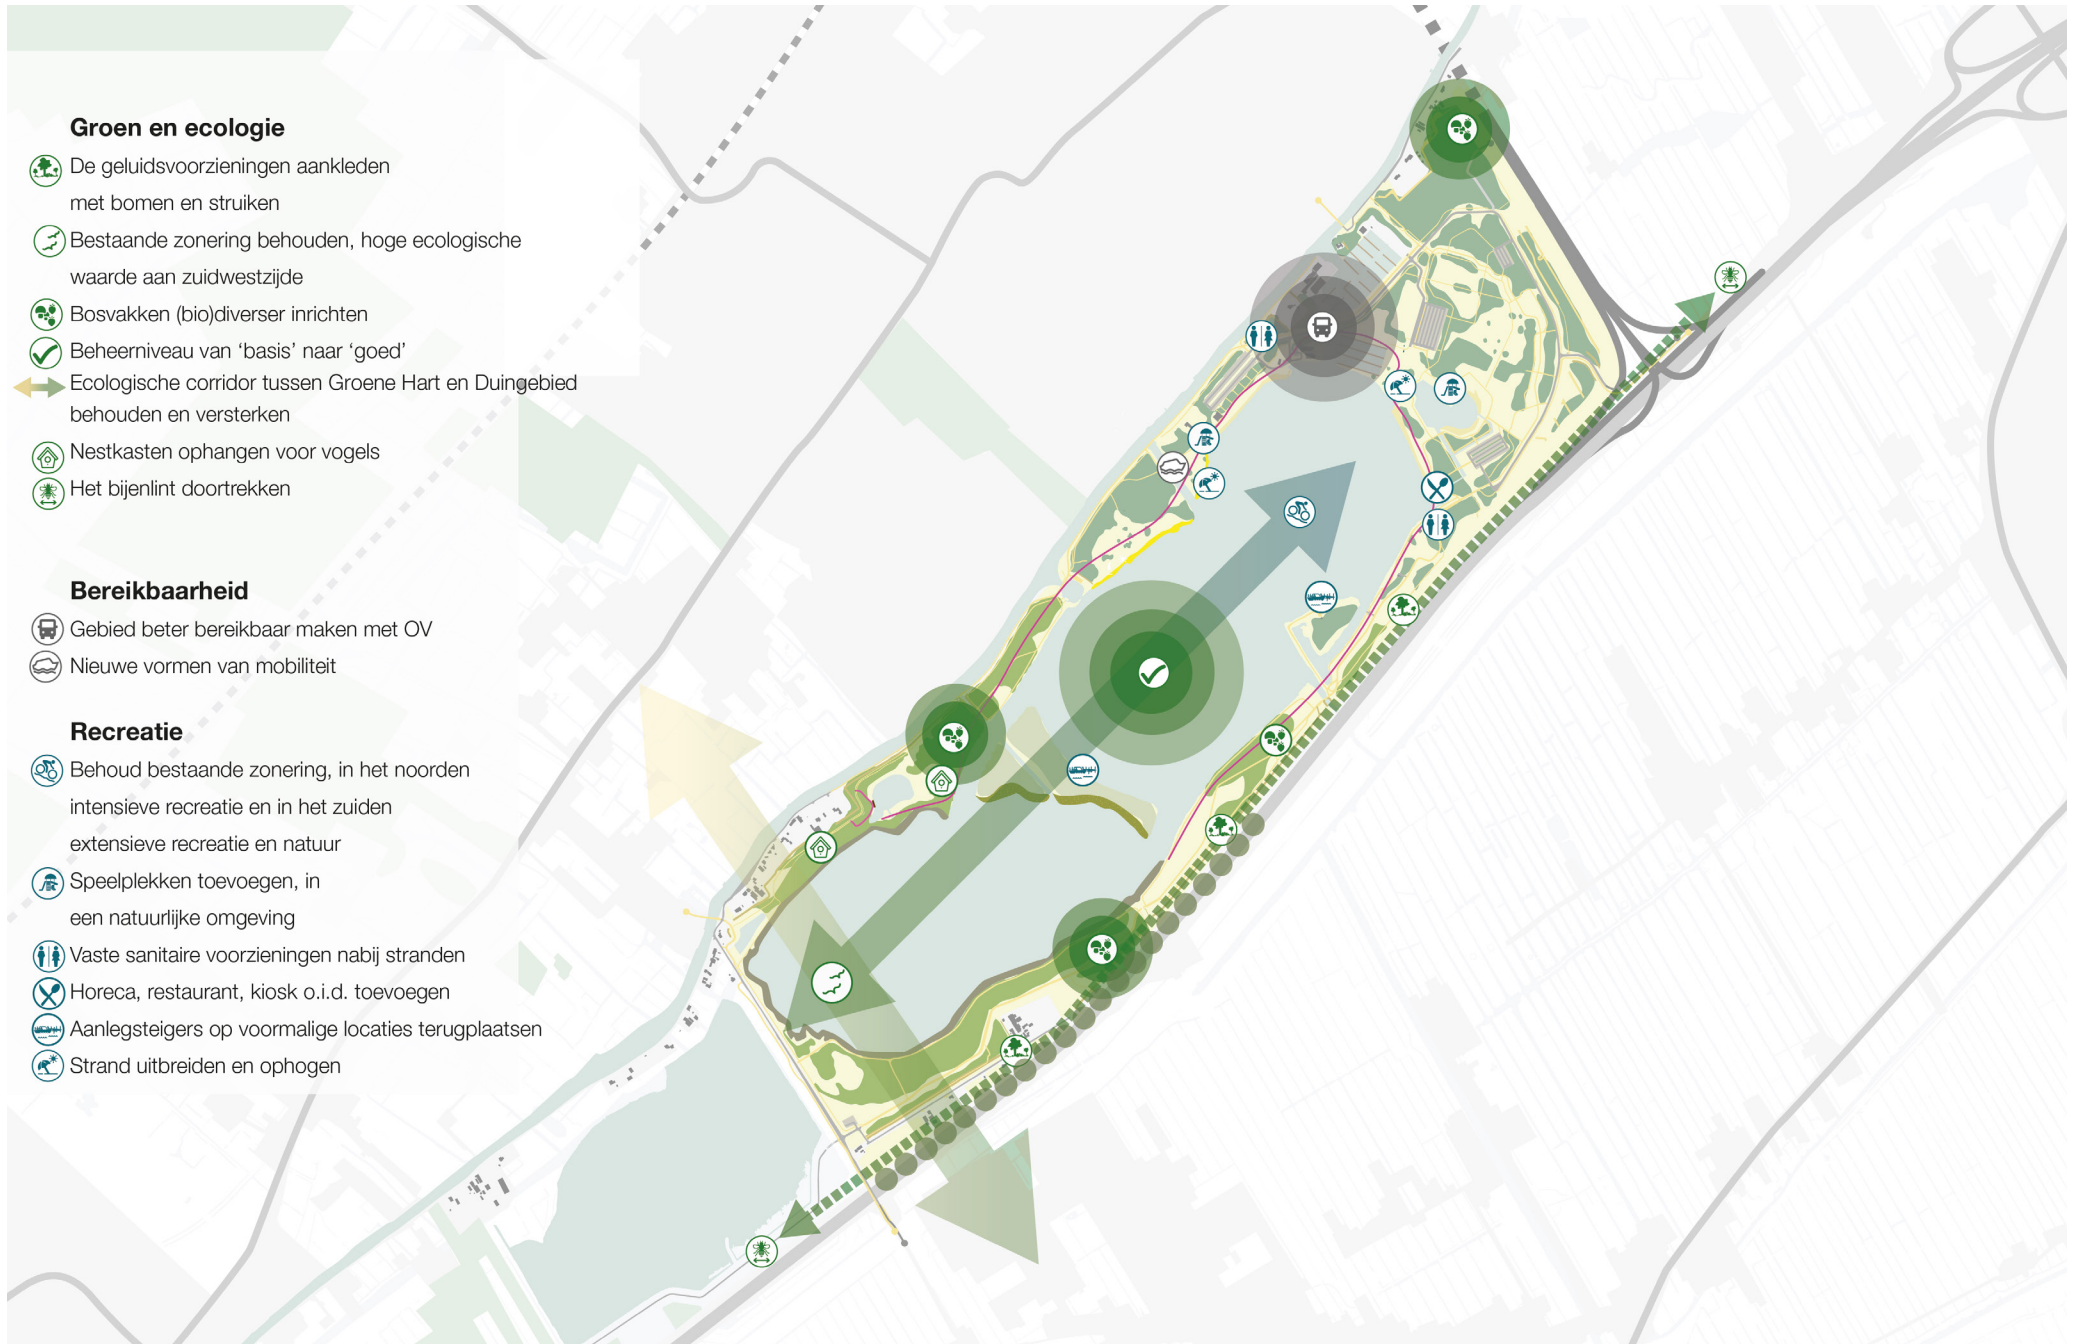 Groen en ecologie
De geluidsvoorzieningen aankleden
met bomen en struiken
Bestaande zonering behouden, hoge ecologische
waarde aan zuidwestzijde
Bosvakken (bio)diverser inrichten
Beheerniveau van ‘basis’ naar ‘goed’
Ecologische corridor tussen Groene Hart en Duingebied
behouden en versterken
Nestkasten ophangen voor vogels
Het bijenlint doortrekken
Bereikbaarheid
Gebied beter bereikbaar maken met OV
Nieuwe vormen van mobiliteit
Recreatie
Behoud bestaande zonering, in het noorden
intensieve recreatie en in het zuiden
extensieve recreatie en natuur
Speelplekken toevoegen, in
een natuurlijke omgeving
Vaste sanitaire voorzieningen nabij stranden
Horeca, restaurant, kiosk o.i.d. toevoegen
Aanlegsteigers op voormalige locaties terugplaatsen
Strand uitbreiden en ophogen